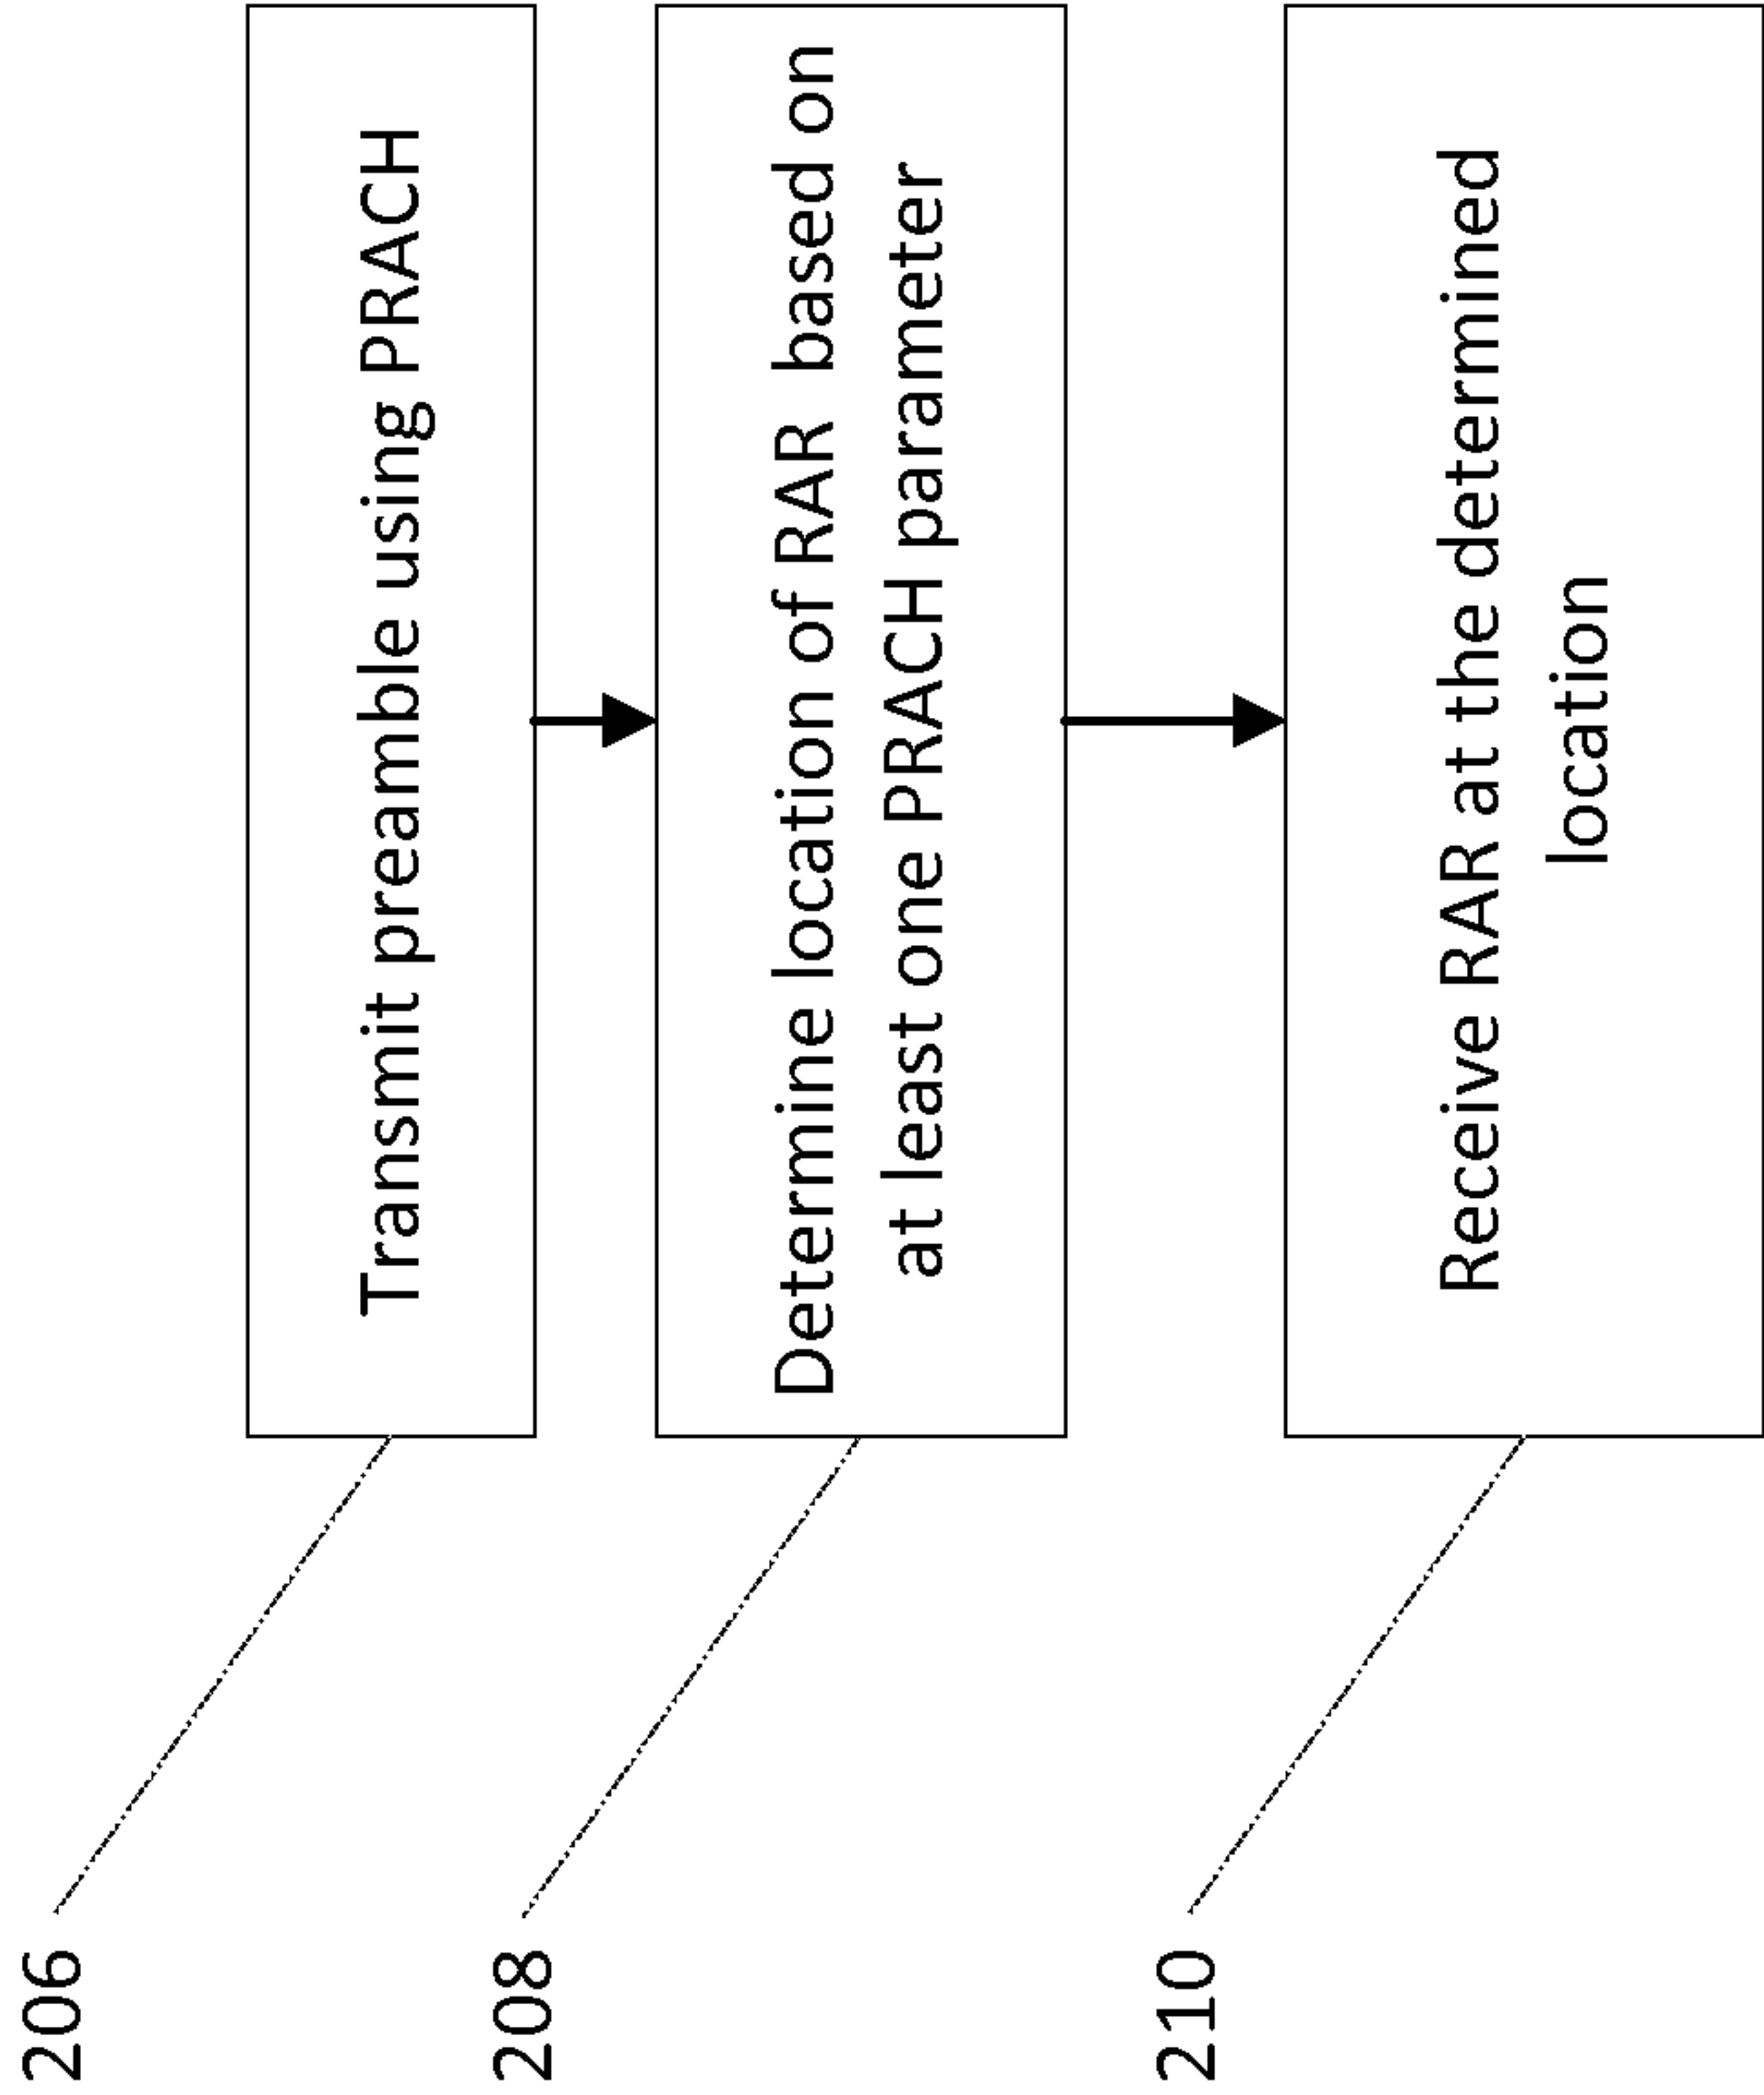 206
Transmit preamble using PRACH
208
Determine location of RAR  based on
at least one PRACH parameter
210
Receive RAR at the determined
location